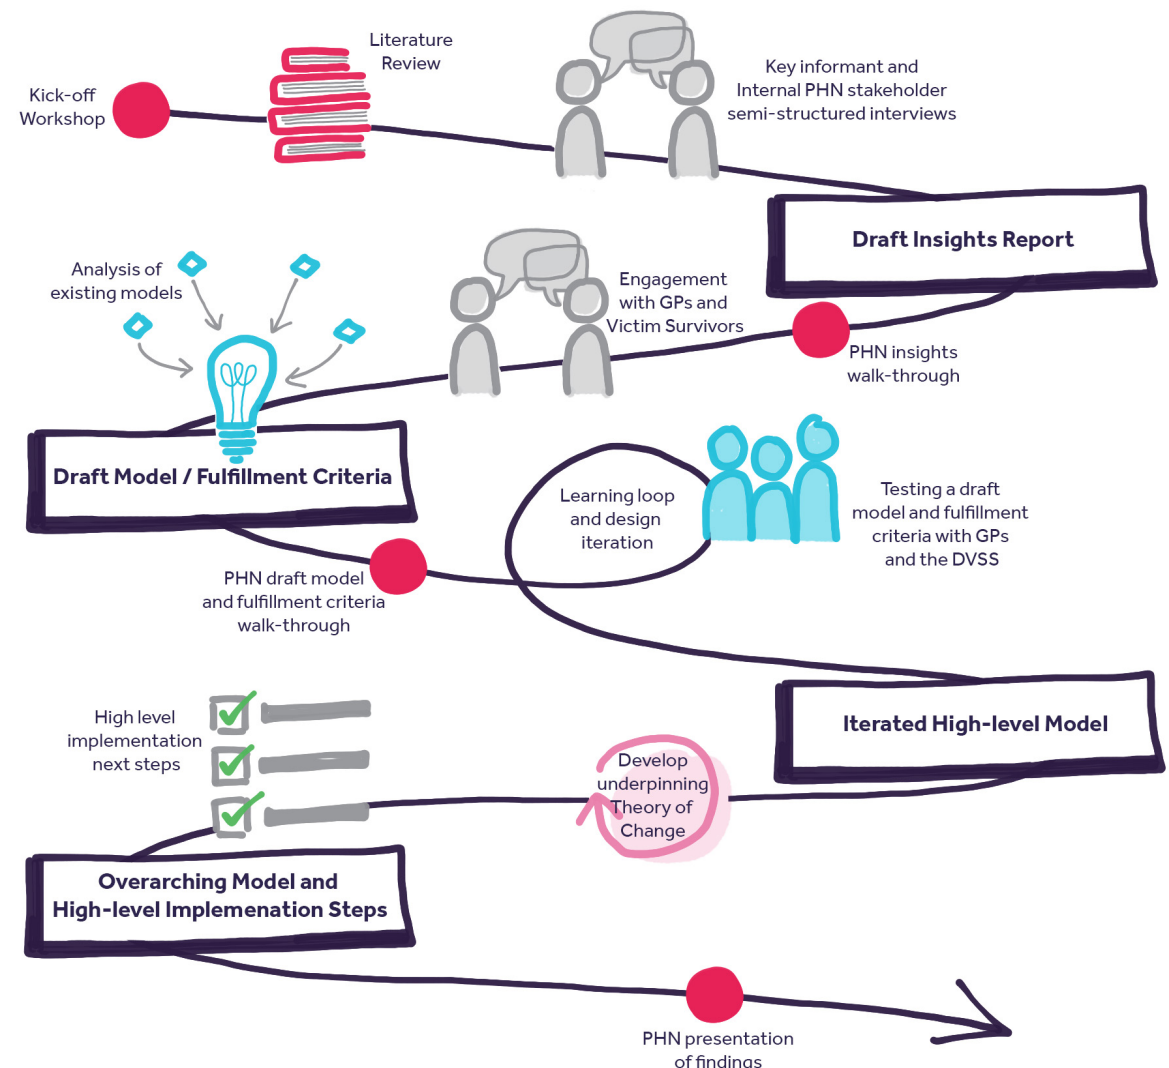 Kick-off
Workshop
Literature
Review
Key informant and
Internal PHN stakeholder
semi-structured interviews
Draft Insights Report
PHN insights
walk-through
Engagement
with GPs and
Victim Survivors
Analysis of
existing models
Draft Model / Fulfillment Criteria
PHN draft model
and fulfillment criteria
walk-through
Learning loop
and design
iteration
Testing a draft
model and fulfillment
criteria with GPs
and the DVSS
Iterated High-level Model
Develop
underpinning
Theory of
Change
High level
implementation
next steps
Overarching Model and
High-level Implemenation Steps
PHN presentation
of findings